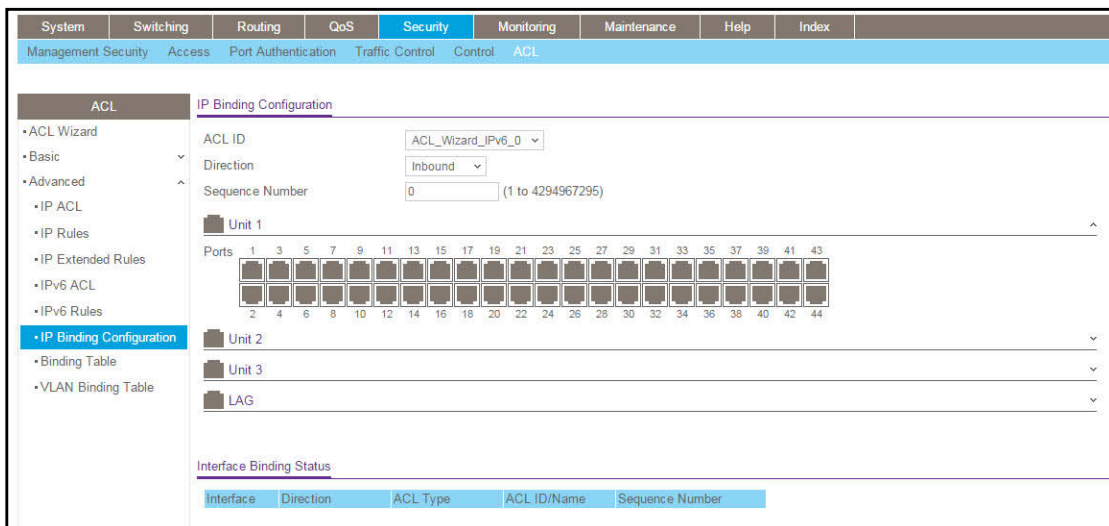 System Switching Routing QoS Security Monitoring Maintenance Help Index
Management Security Access Port Authentication Traffic Control Control ACL
ACL
ACL Wizard
Basic
Advanced
IP ACL
IP Rules
IP Extended Rules
IPv6 ACL
IPv6 Rules
IP Binding Configuration
Binding Table
VLAN Binding Table
IP Binding Configuration
ACL ID ACL_Wizard_IPv6_0
Direction Inbound
Sequence Number 0 (1 to 4294967295)
Unit 1
Ports 1 3 5 7 9 11 13 15 17 19 21 23 25 27 29 31 33 35 37 39 41 43
2 4 6 8 10 12 14 16 18 20 22 24 26 28 30 32 34 36 38 40 42 44
Unit 2
Unit 3
LAG
Interface Binding Status
Interface Direction ACL Type ACL ID/Name Sequence Number